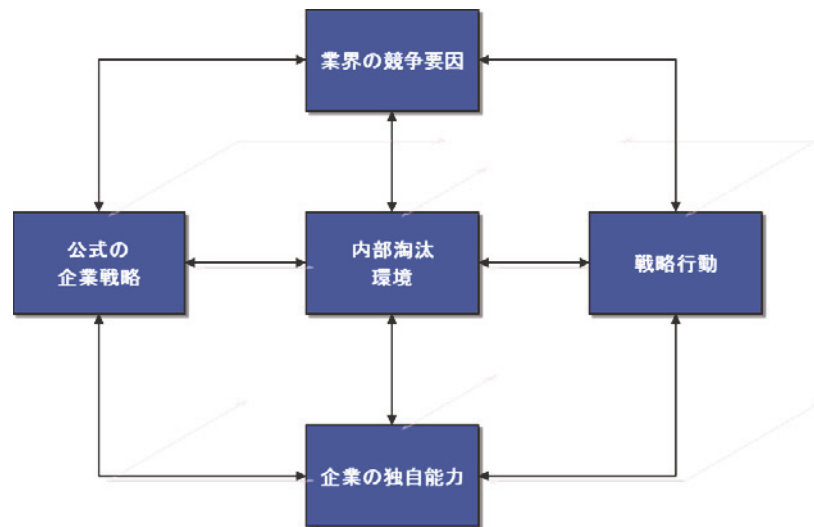 業界の競争要因
公式の
企業戦略
内部淘汰
環境
戦略行動
企業の独自能力